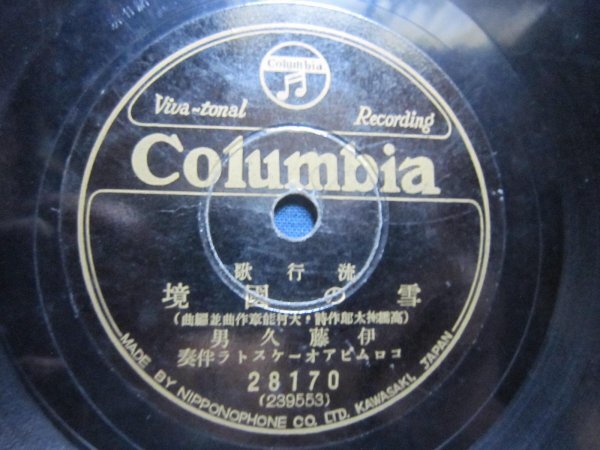 Columbia
Viva-tonal Recording
Columbia
流行歌
雪の國境
(高橋掬太郎作詩,大村能章作曲並編曲)
伊藤久男
コロムビアオーケストラ伴奏
28170
(239553)
MADE BY NIPPONOPHONE CO., LTD. KAWASAKI, JAPAN